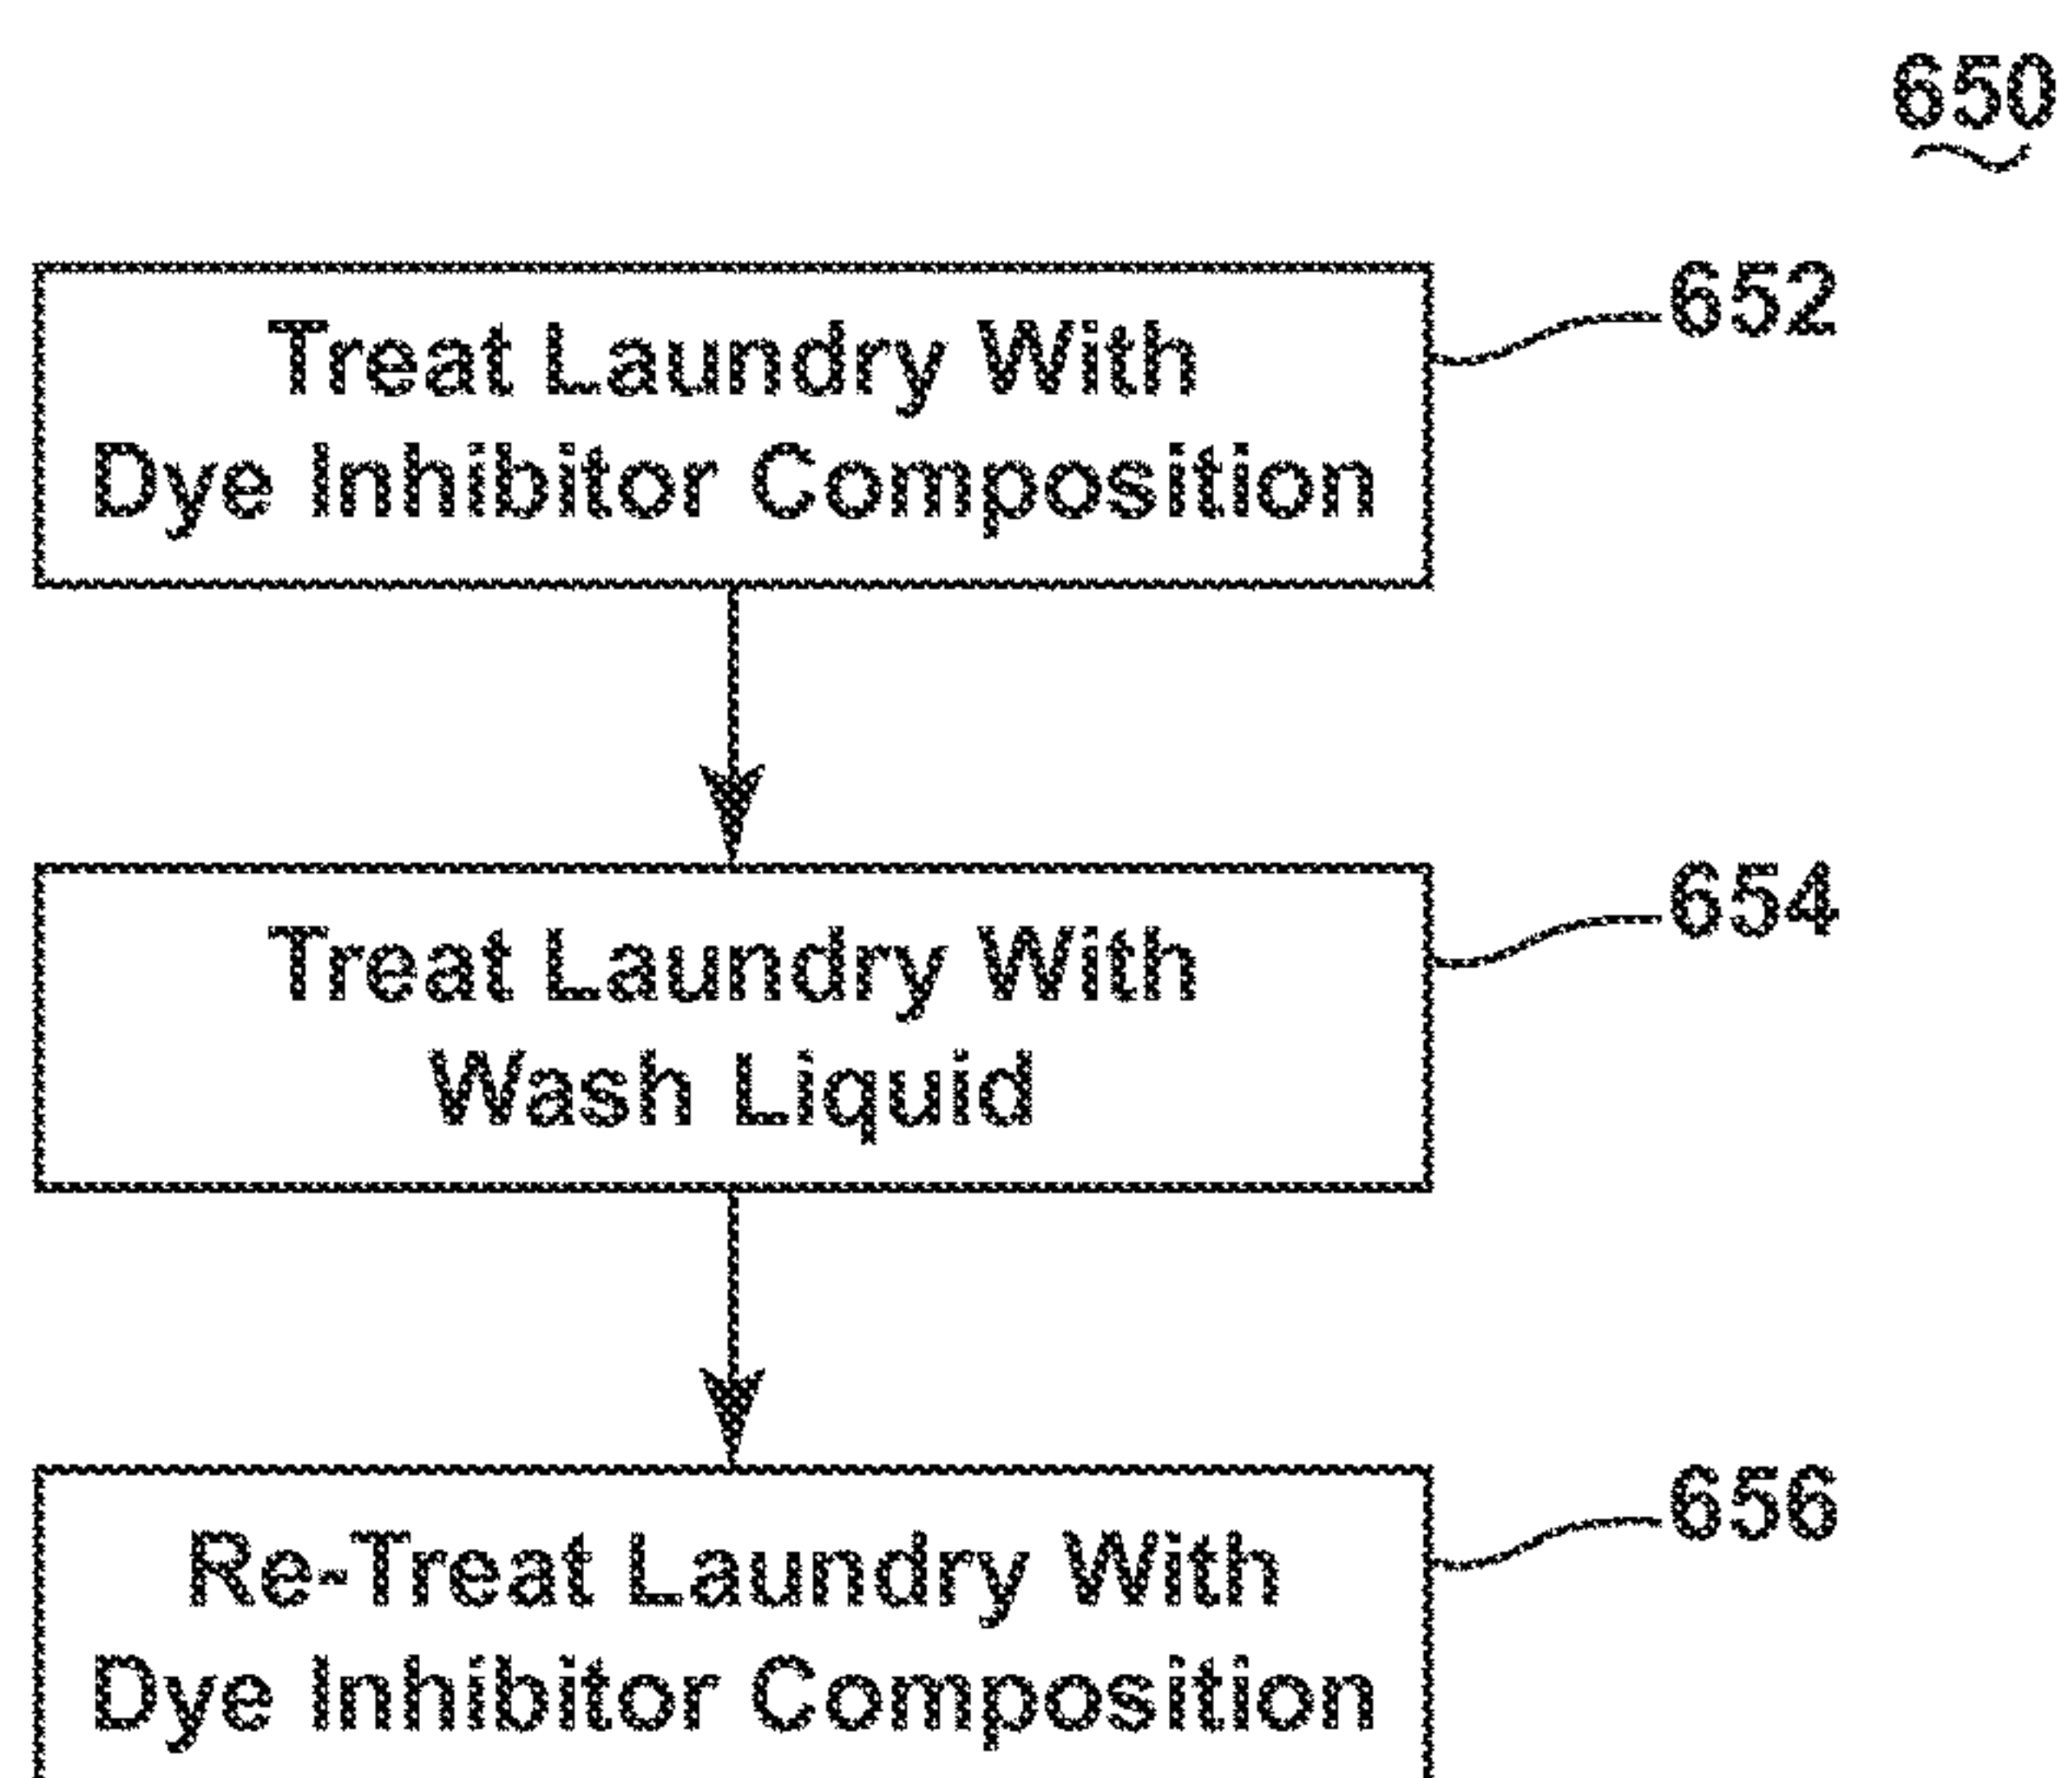 650
Treat Laundry With
Dye Inhibitor Composition
652
Treat Laundry With
Wash Liquid
654
Re-Treat Laundry With
Dye Inhibitor Composition
656